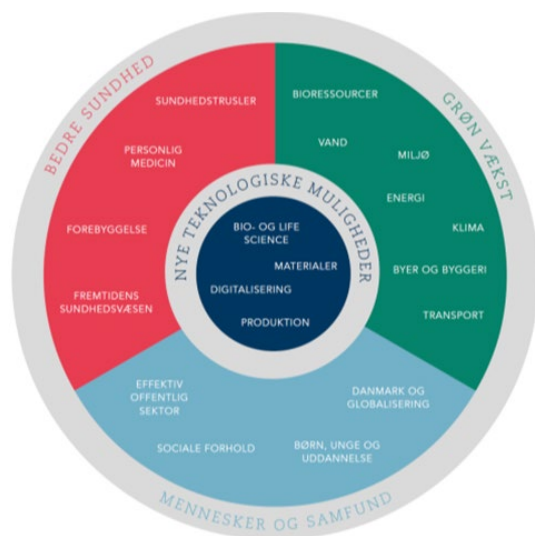 BEDRE SUNDHED
SUNDHEDSTRUSLER
PERSONLIG
MEDICIN
FOREBYGGELSE
FREMTIDENS
SUNDHEDSVÆSEN
GRØN VÆKST
BIORESSOURCER
VAND
MILJØ
ENERGI
KLIMA
BYER OG BYGGERI
TRANSPORT
NYE TEKNOLOGISKE MULIGHEDER
BIO- OG LIFE
SCIENCE
MATERIALER
DIGITALISERING
PRODUKTION
EFFEKTIV
OFFENTLIG
SEKTOR
DANMARK OG
GLOBALISERING
SOCIALE FORHOLD
BØRN, UNGE OG
UDDANNELSE
MENNESKER OG SAMFUND